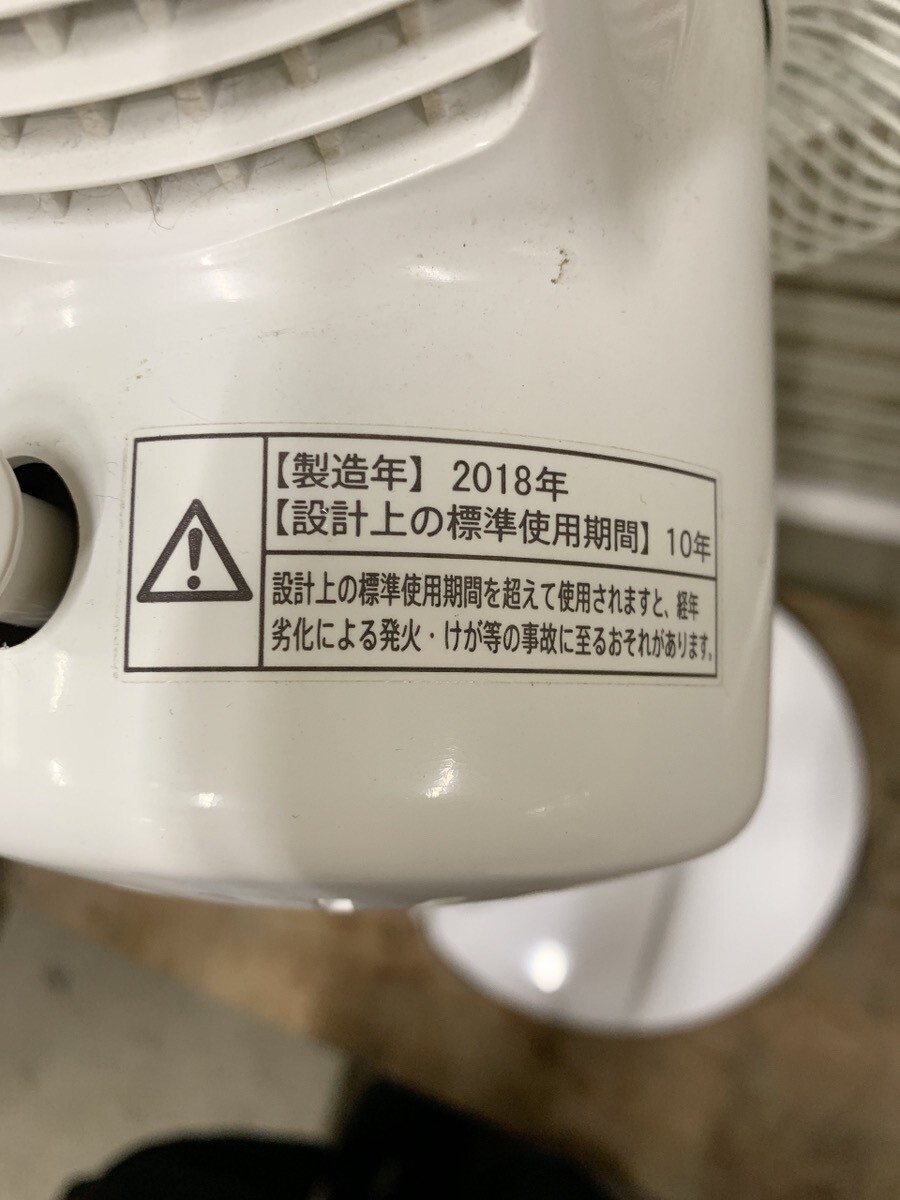 【製造年】 2018年
【設計上の標準使用期間】 10年
設計上の標準使用期間を超えて使用されますと、経年
劣化による発火・けが等の事故に至るおそれがあります。